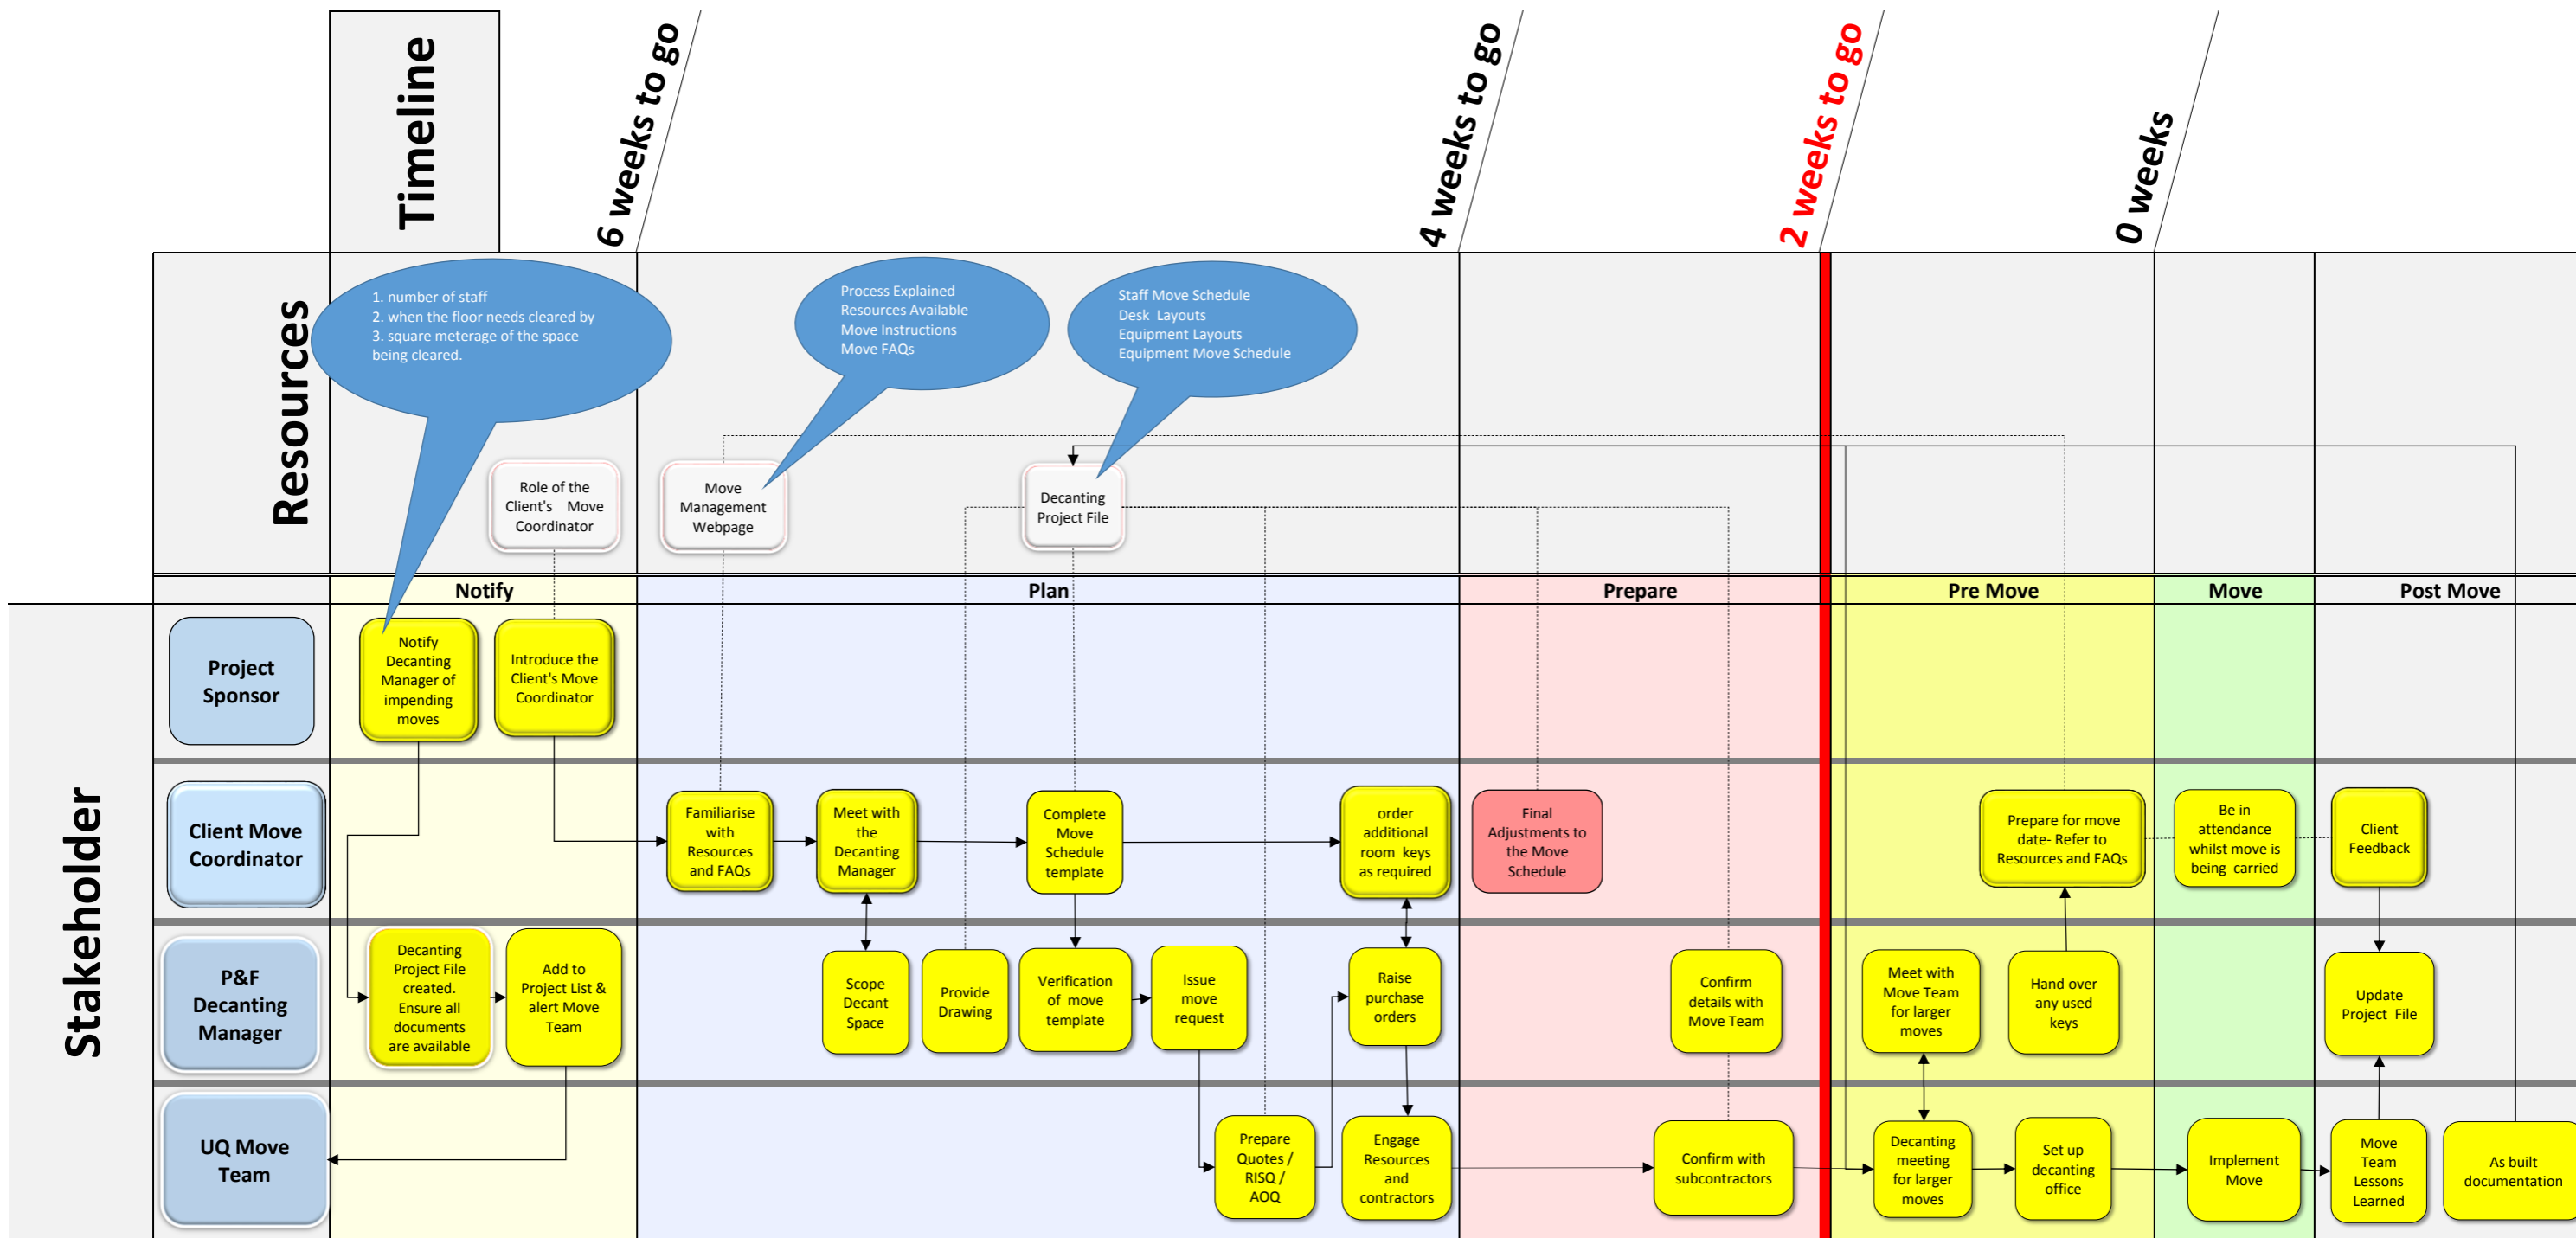 Timeline
6 weeks to go
4 weeks to go
2 weeks to go
0 weeks
Resources
1. number of staff
2. when the floor needs cleared by
3. square meterage of the space
being cleared.
Process Explained
Resources Available
Move Instructions
Move FAQs
Staff Move Schedule
Desk Layouts
Equipment Layouts
Equipment Move Schedule
Role of the
Client's Move
Coordinator
Move
Management
Webpage
Decanting
Project File
Notify
Plan
Prepare
Pre Move
Move
Post Move
Stakeholder
Project
Sponsor
Notify
Decanting
Manager of
impending
moves
Introduce the
Client's Move
Coordinator
Client Move
Coordinator
Familiarise
with
Resources
and FAQs
Meet with
the
Decanting
Manager
Complete
Move
Schedule
template
order
additional
room keys
as required
Final
Adjustments to
the Move
Schedule
Prepare for move
date- Refer to
Resources and FAQs
Be in
attendance
whilst move is
being carried
Client
Feedback
P&F
Decanting
Manager
Decanting
Project File
created.
Ensure all
documents
are available
Add to
Project List &
alert Move
Team
Scope
Decant
Space
Provide
Drawing
Verification
of move
template
Issue
move
request
Raise
purchase
orders
Confirm
details with
Move Team
Meet with
Move Team
for larger
moves
Hand over
any used
keys
Update
Project File
UQ Move
Team
Prepare
Quotes /
RISQ /
AOQ
Engage
Resources
and
contractors
Confirm with
subcontractors
Decanting
meeting
for larger
moves
Set up
decanting
office
Implement
Move
Move
Team
Lessons
Learned
As built
documentation